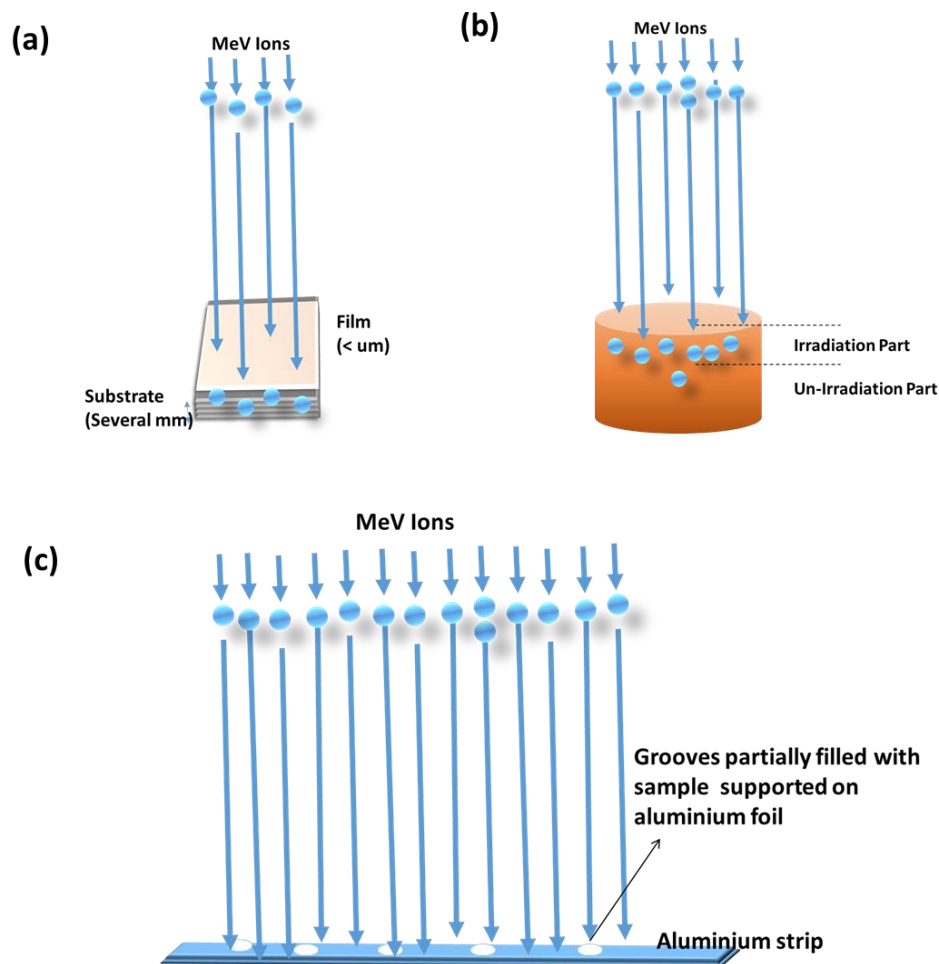 (a)
MeV Ions
Film
(< um)
Substrate
(Several mm)
(b)
MeV Ions
Irradiation Part
Un-Irradiation Part
(c)
MeV Ions
Grooves partially filled with
sample supported on
aluminium foil
Aluminium strip